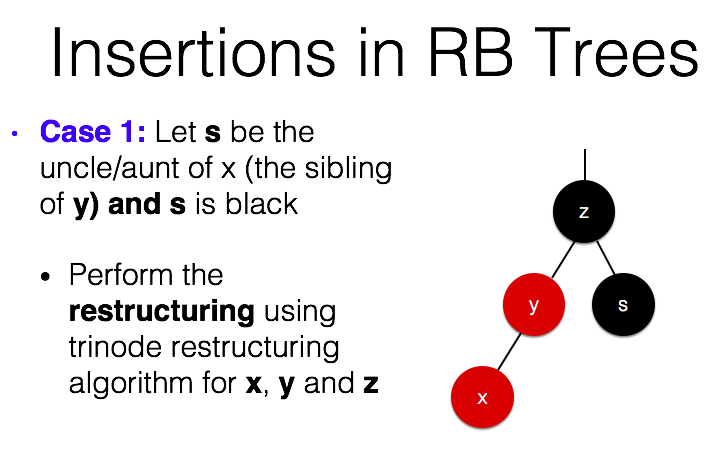 Insertions in RB Trees
• Case 1: Let s be the
uncle/aunt of x (the sibling
of y) and s is black
• Perform the
restructuring using
trinode restructuring
algorithm for x, y and z
z
y
s
x